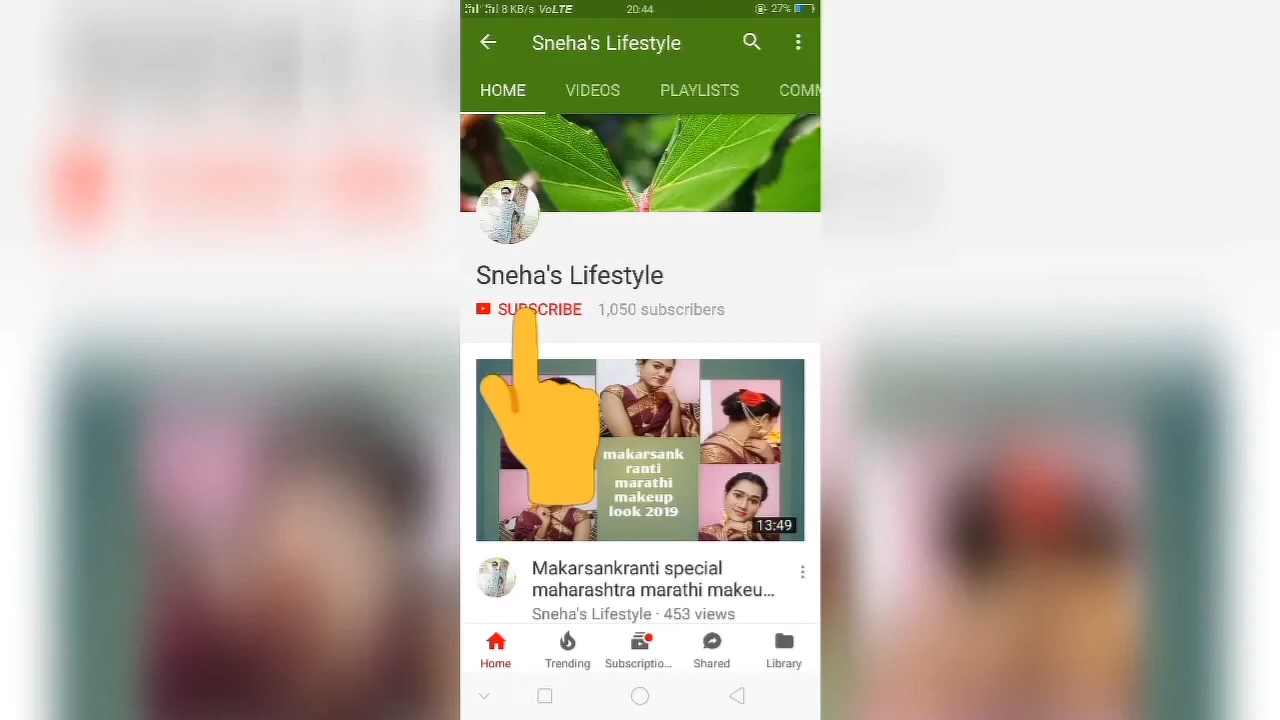 8 KB/s VoLTE 20:44 27%
Sneha's Lifestyle
HOME VIDEOS PLAYLISTS COMM
Sneha's Lifestyle
SUBSCRIBE 1,050 subscribers
makarsank
ranti
marathi
makeup
look 2019
13:49
Makarsankranti special
maharashtra marathi makeu...
Sneha's Lifestyle · 453 views
Home Trending Subscriptio... Shared Library